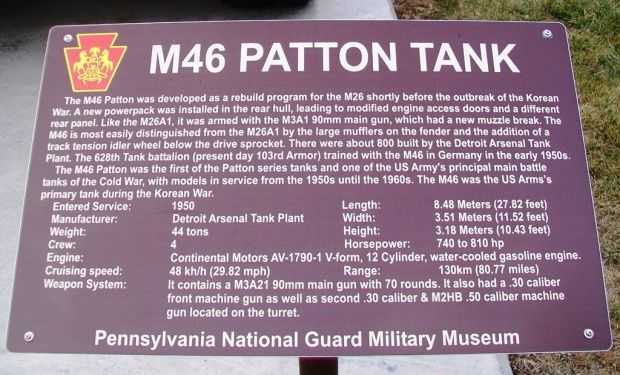 M46 PATTON TANK
The M46 Patton was developed as a rebuild program for the M26 shortly before the outbreak of the Korean
War. A new powerpack was installed in the rear hull, leading to modified engine access doors and a different
rear panel. Like the M26A1, it was armed with the M3A1 90mm main gun, which had a new muzzle break. The
M46 is most easily distinguished from the M26A1 by the large mufflers on the fender and the addition of a
track tension idler wheel below the drive sprocket. There were about 800 built by the Detroit Arsenal Tank
Plant. The 628th Tank battalion (present day 103rd Armor) trained with the M46 in Germany in the early 1950s.
The M46 Patton was the first of the Patton series tanks and one of the US Army's principal main battle
tanks of the Cold War, with models in service from the 1950s until the 1960s. The M46 was the US Arms's
primary tank during the Korean War.
Entered Service: 1950 Length: 8.48 Meters (27.82 feet)
Manufacturer: Detroit Arsenal Tank Plant Width: 3.51 Meters (11.52 feet)
Weight: 44 tons Height: 3.18 Meters (10.43 feet)
Crew: 4 Horsepower: 740 to 810 hp
Engine: Continental Motors AV-1790-1 V-form, 12 Cylinder, water-cooled gasoline engine.
Cruising speed: 48 kh/h (29.82 mph) Range: 130km (80.77 miles)
Weapon System: It contains a M3A21 90mm main gun with 70 rounds. It also had a .30 caliber
front machine gun as well as second .30 caliber & M2HB .50 caliber machine
gun located on the turret.
Pennsylvania National Guard Military Museum